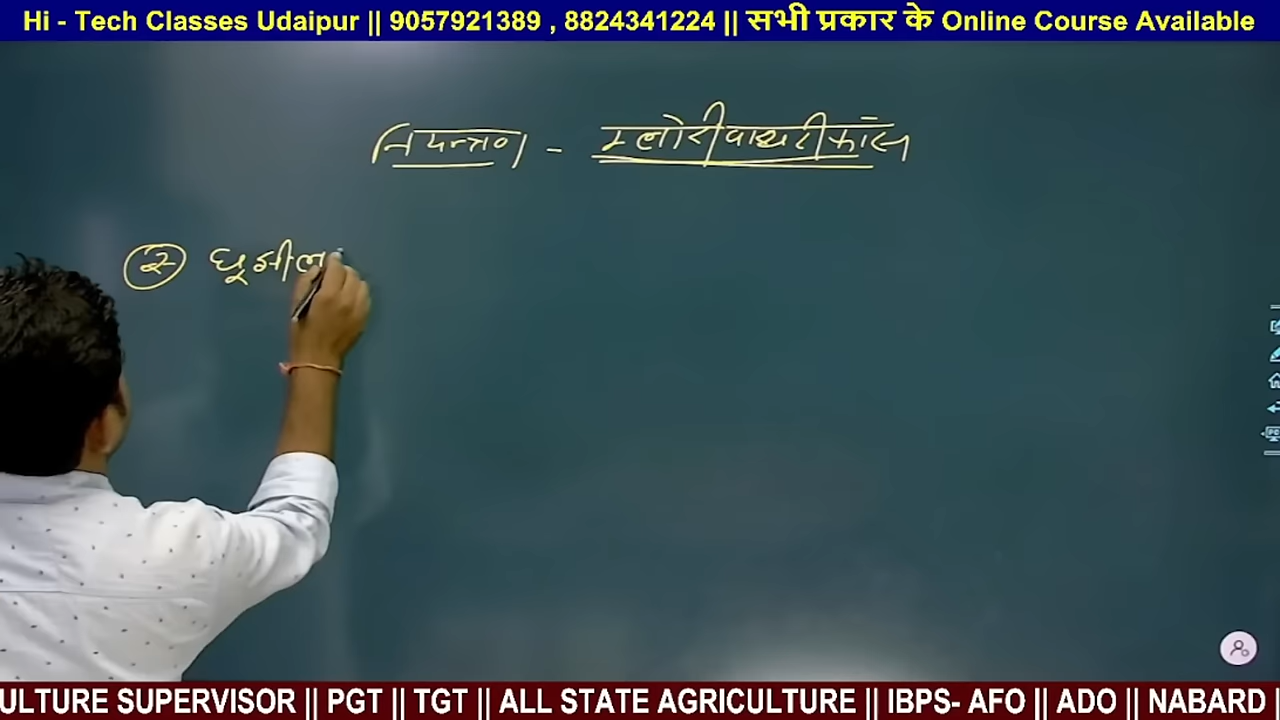 Hi - Tech Classes Udaipur || 9057921389 , 8824341224 || सभी प्रकार के Online Course Available
नियन्त्रण -
②
ULTURE SUPERVISOR || PGT || TGT || ALL STATE AGRICULTURE || IBPS- AFO || ADO || NABARD ||